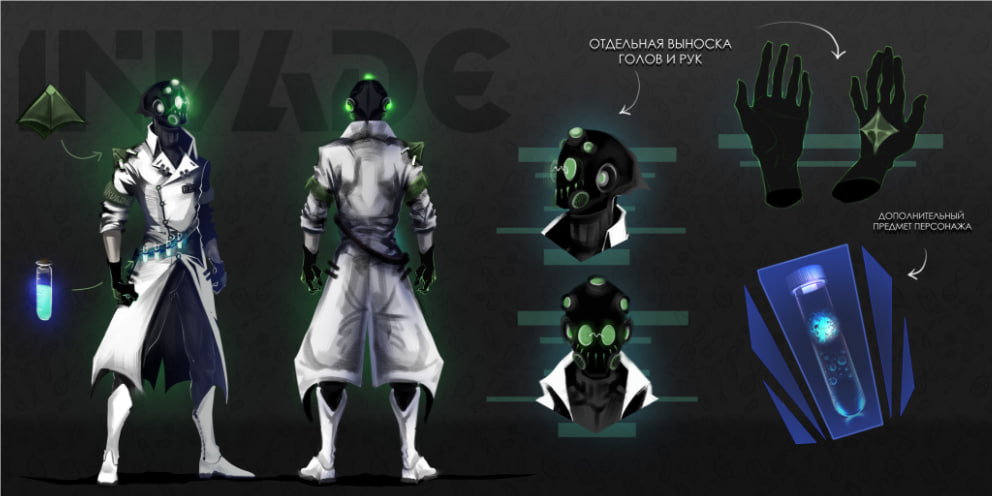 INVADE
ОТДЕЛЬНАЯ ВЫНОСКА
ГОЛОВ И РУК
ДОПОЛНИТЕЛЬНЫЙ
ПРЕДМЕТ ПЕРСОНАЖА